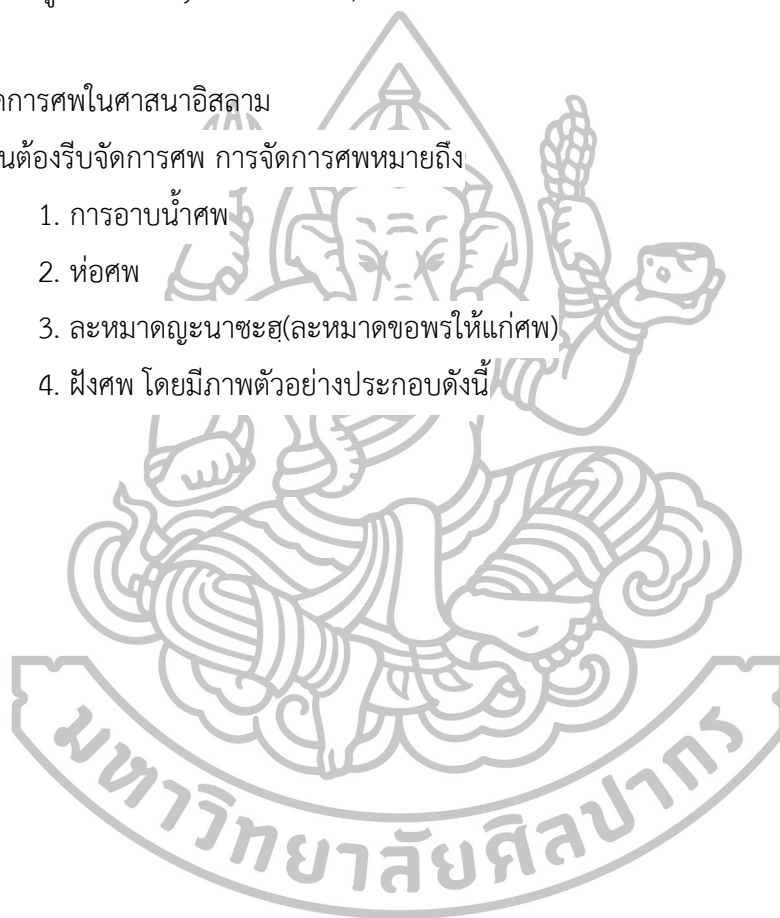 ดการศพในศาสนาอิสลาม
นต้องรีบจัดการศพ การจัดการศพหมายถึง
1. การอาบน้ำศพ
2. ห่อศพ
3. ละหมาดญะนาซะฮฺ(ละหมาดขอพรให้แก่ศพ)
4. ฝังศพ โดยมีภาพตัวอย่างประกอบดังนี้
มหาวิทยาลัยศิลปากร